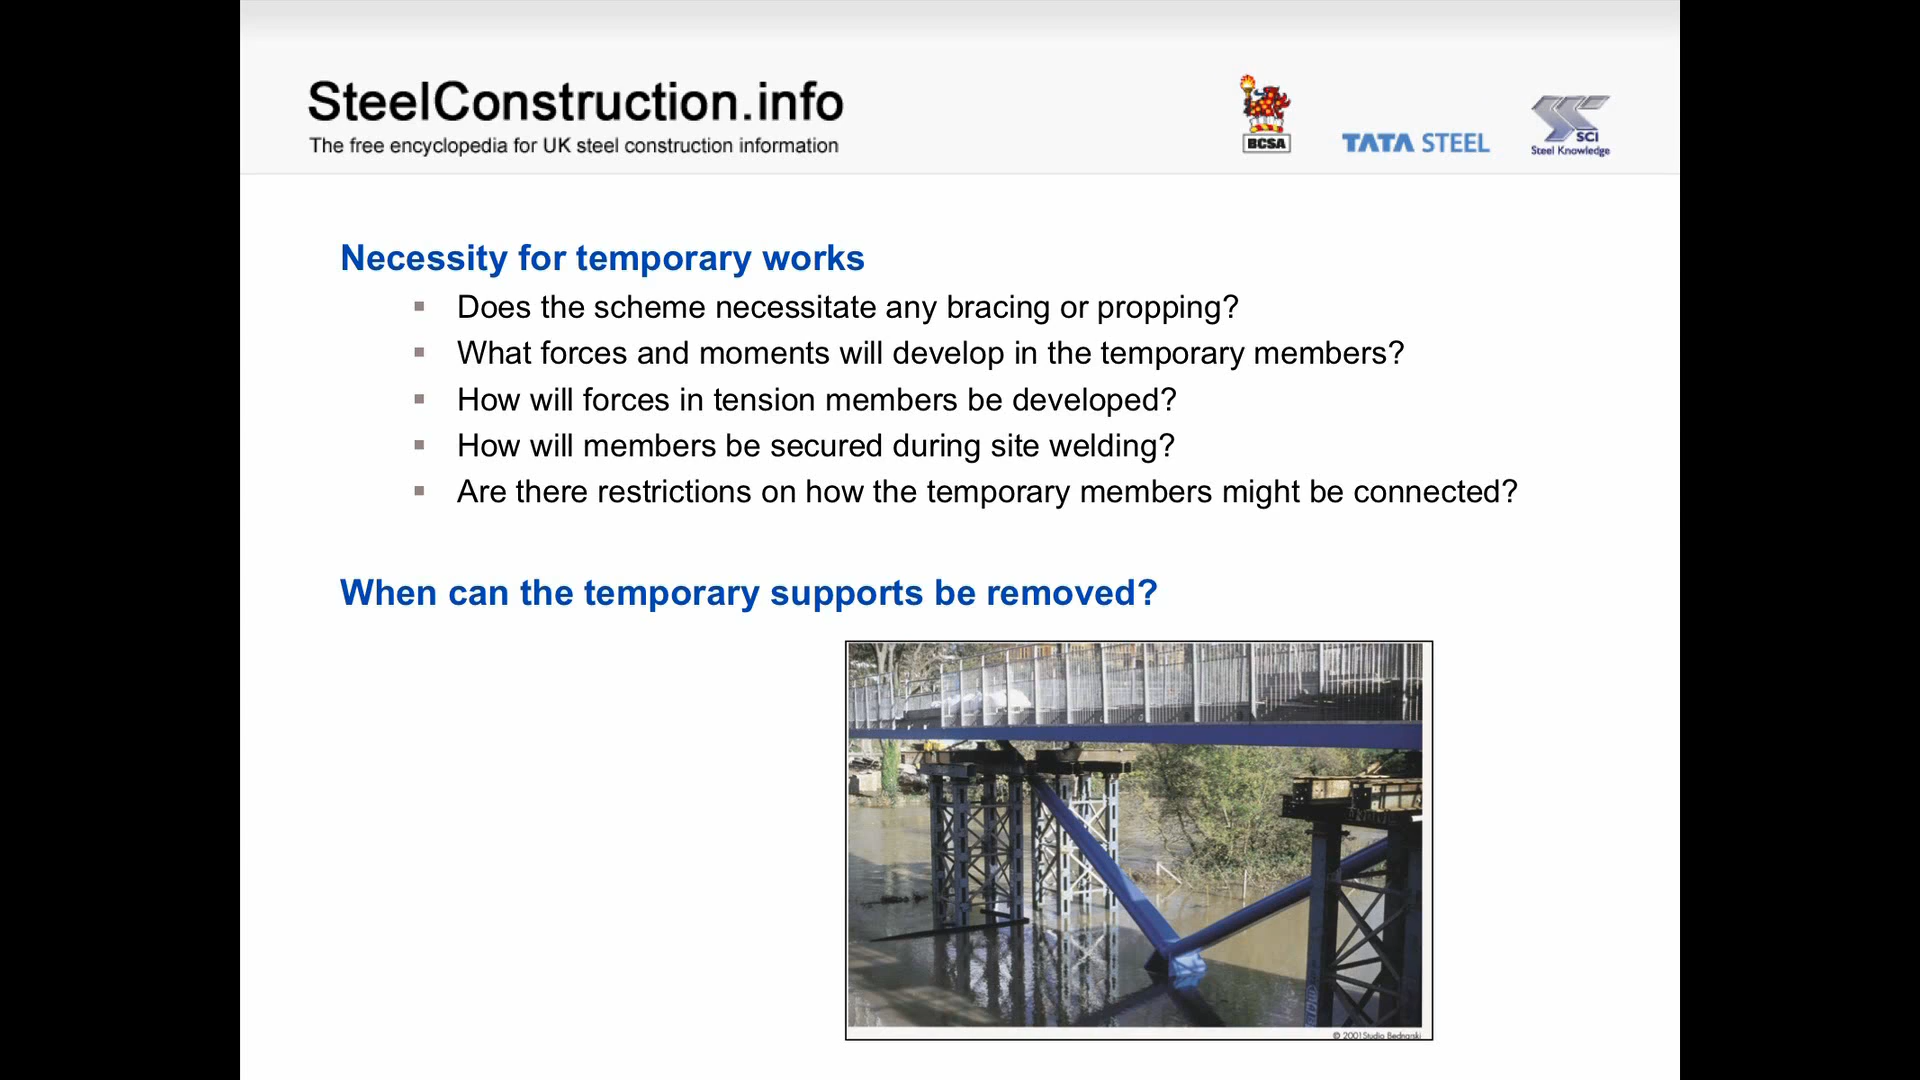 SteelConstruction.info
The free encyclopedia for UK steel construction information
BCSA
TATA STEEL
SCI
Steel Knowledge
Necessity for temporary works
Does the scheme necessitate any bracing or propping?
What forces and moments will develop in the temporary members?
How will forces in tension members be developed?
How will members be secured during site welding?
Are there restrictions on how the temporary members might be connected?
When can the temporary supports be removed?
© 2001 Studio Bednarski